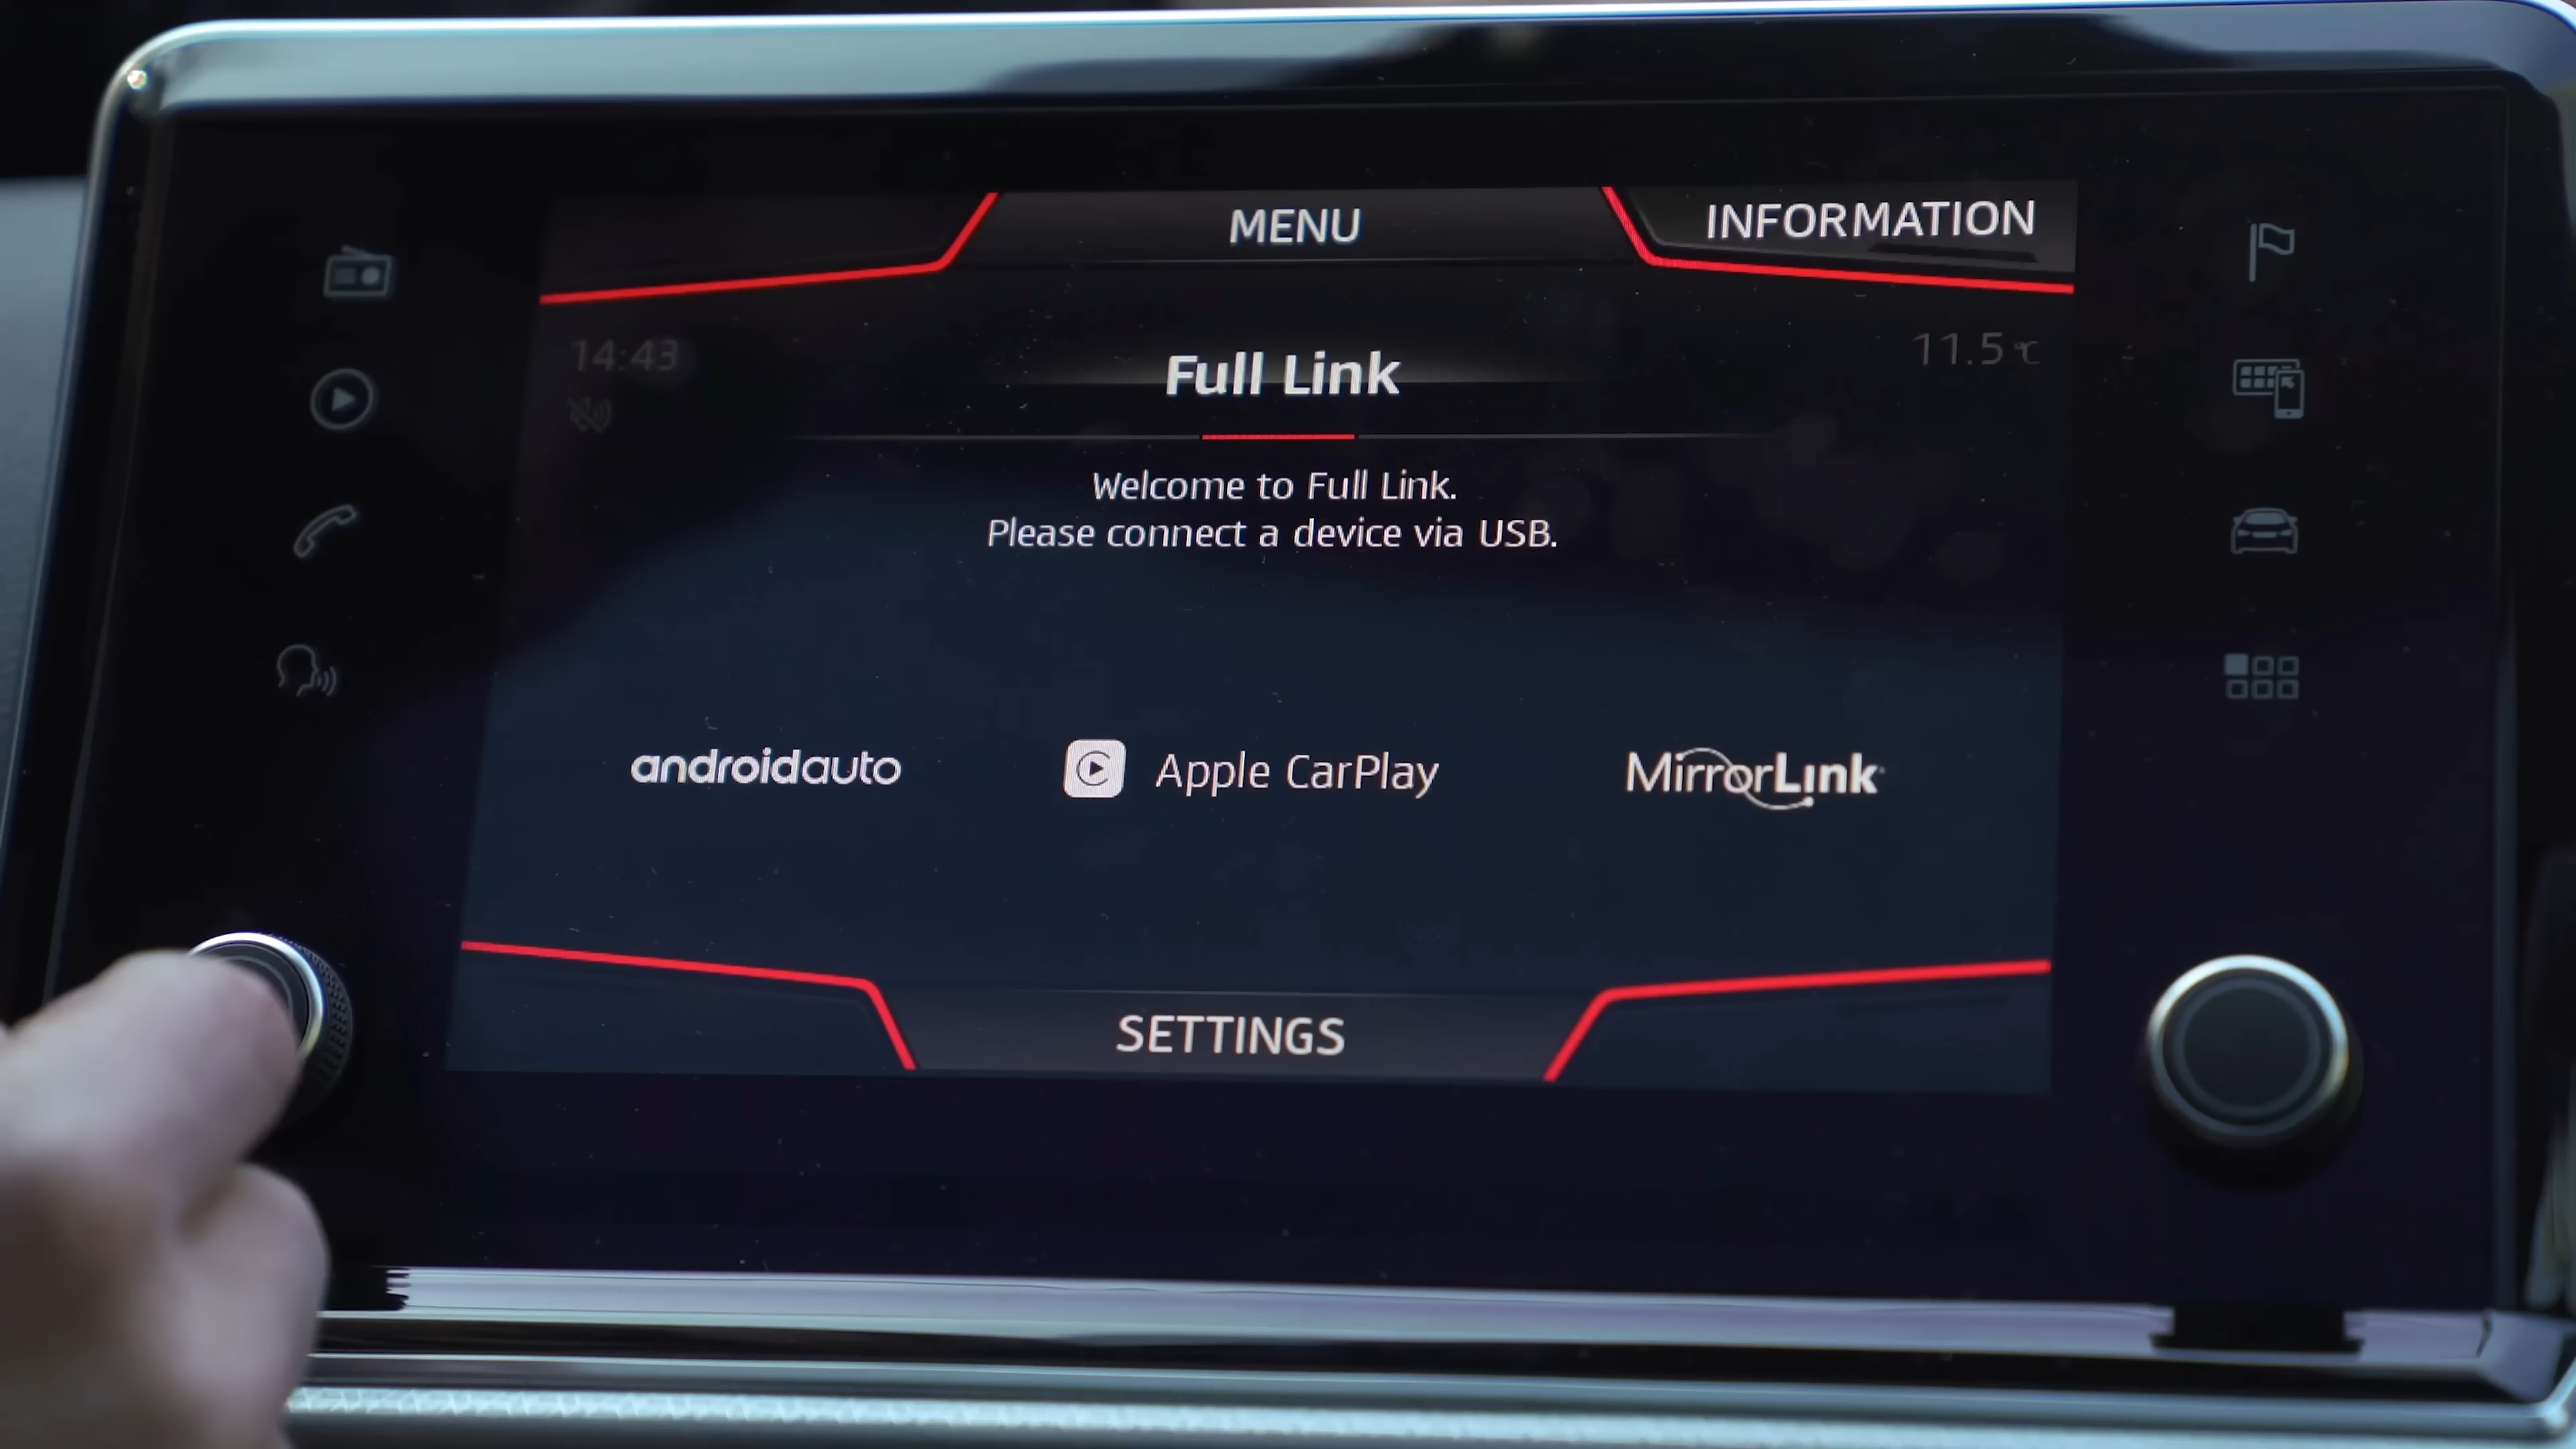 MENU
INFORMATION
14:43
11.5 °C
Full Link
Welcome to Full Link.
Please connect a device via USB.
androidauto
Apple CarPlay
MirrorLink
SETTINGS